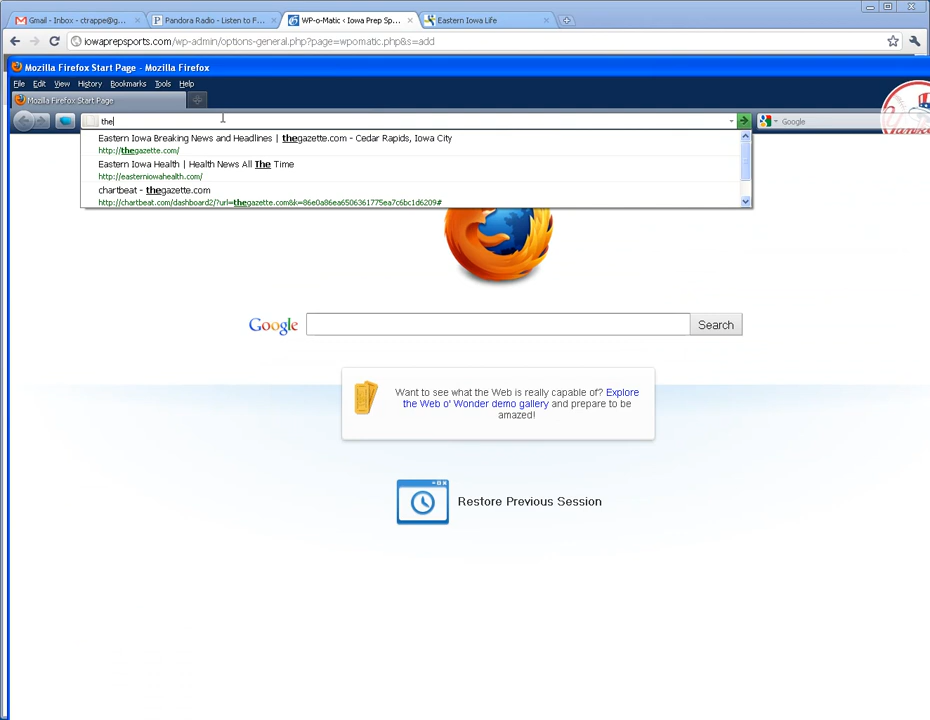 Gmail - Inbox - ctrappe@g...
Pandora Radio - Listen to F...
WP-o-Matic ‹ Iowa Prep Sp...
Eastern Iowa Life
iowaprepsports.com/wp-admin/options-general.php?page=wpomatic.php&s=add
Mozilla Firefox Start Page - Mozilla Firefox
File Edit View History Bookmarks Tools Help
Mozilla Firefox Start Page
the
Google
Eastern Iowa Breaking News and Headlines | thegazette.com - Cedar Rapids, Iowa City
http://thegazette.com/
Eastern Iowa Health | Health News All The Time
http://easterniowahealth.com/
chartbeat - thegazette.com
http://chartbeat.com/dashboard2/?url=thegazette.com&k=86e0a86ea6506361775ea7c6bc1d6209#
Google
Search
Want to see what the Web is really capable of? Explore
the Web o' Wonder demo gallery and prepare to be
amazed!
Restore Previous Session